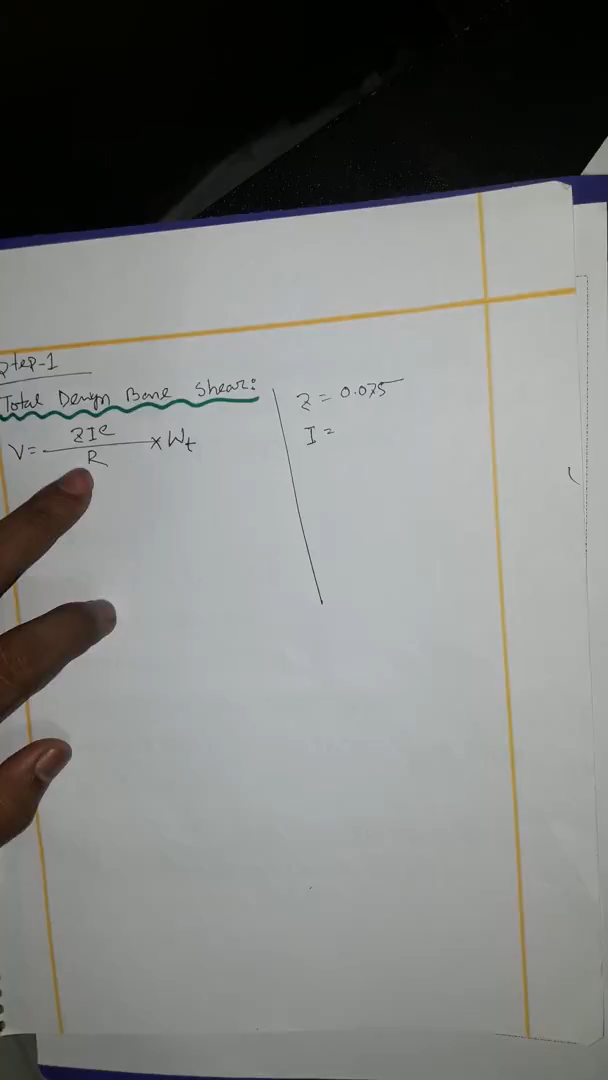 Step-1
Total Design Base Shear:
V = ZIC / R × Wt
Z = 0.075
I =